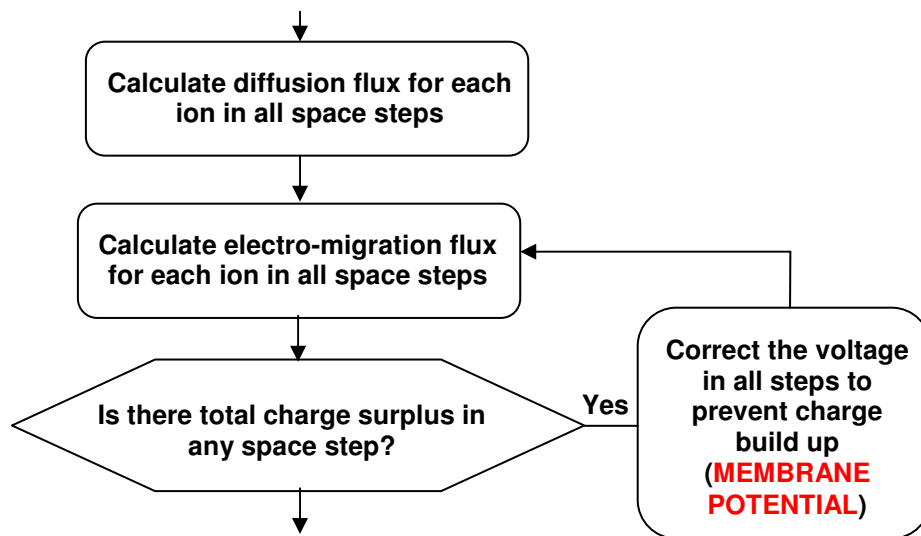 Calculate diffusion flux for each
ion in all space steps
Calculate electro-migration flux
for each ion in all space steps
Is there total charge surplus in
any space step?
Yes
Correct the voltage
in all steps to
prevent charge
build up
(MEMBRANE
POTENTIAL)